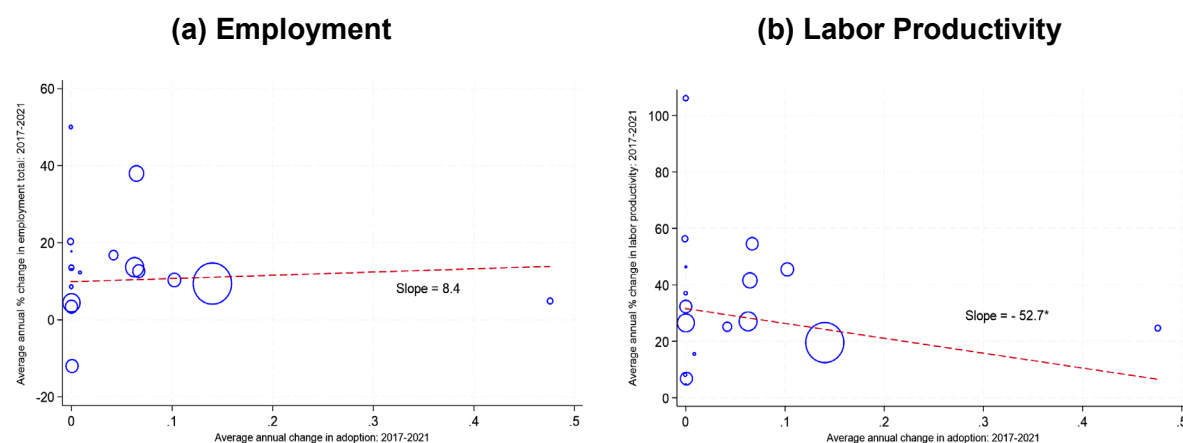 (a) Employment
(b) Labor Productivity
Average annual % change in employment total: 2017-2021
60
40
20
0
-20
Slope = 8.4
0
.1
.2
.3
.4
.5
Average annual change in adoption: 2017-2021
Average annual % change in labor productivity: 2017-2021
100
80
60
40
20
0
Slope = - 52.7*
0
.1
.2
.3
.4
.5
Average annual change in adoption: 2017-2021